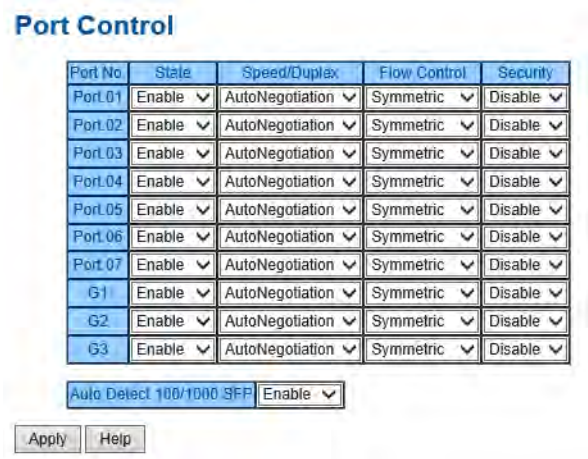 Port Control
Port No. State Speed/Duplex Flow Control Security
Port.01 Enable AutoNegotiation Symmetric Disable
Port.02 Enable AutoNegotiation Symmetric Disable
Port.03 Enable AutoNegotiation Symmetric Disable
Port.04 Enable AutoNegotiation Symmetric Disable
Port.05 Enable AutoNegotiation Symmetric Disable
Port.06 Enable AutoNegotiation Symmetric Disable
Port.07 Enable AutoNegotiation Symmetric Disable
G1 Enable AutoNegotiation Symmetric Disable
G2 Enable AutoNegotiation Symmetric Disable
G3 Enable AutoNegotiation Symmetric Disable
Auto Detect 100/1000 SFP Enable
Apply Help